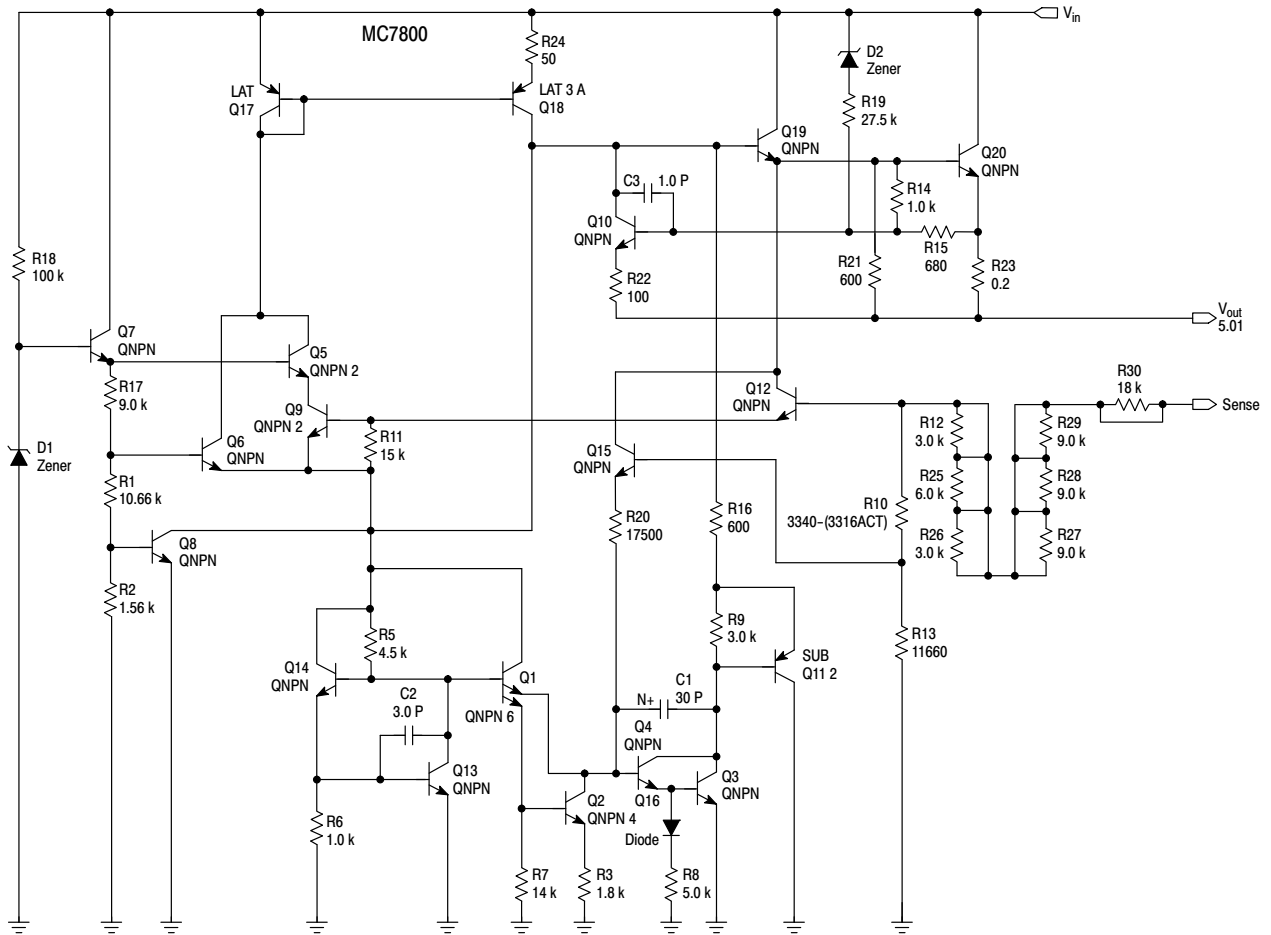 MC7800
Vin
R24
50
D2
Zener
LAT
Q17
LAT 3 A
Q18
R19
27.5 k
Q19
QNPN
Q20
QNPN
C3
1.0 P
R14
1.0 k
Q10
QNPN
R15
680
R18
100 k
R21
600
R23
0.2
R22
100
Vout
5.01
Q7
QNPN
Q5
QNPN 2
R30
18 k
R17
9.0 k
Q12
QNPN
Sense
Q9
QNPN 2
R12
3.0 k
R29
9.0 k
D1
Zener
Q6
QNPN
R11
15 k
Q15
QNPN
R25
6.0 k
R28
9.0 k
R1
10.66 k
R10
3340-(3316ACT)
R20
17500
R16
600
R26
3.0 k
R27
9.0 k
Q8
QNPN
R2
1.56 k
R9
3.0 k
R13
11660
R5
4.5 k
SUB
Q11 2
Q14
QNPN
Q1
QNPN 6
C2
3.0 P
N+
C1
30 P
Q4
QNPN
Q13
QNPN
Q3
QNPN
Q16
Q2
QNPN 4
R6
1.0 k
Diode
R7
14 k
R3
1.8 k
R8
5.0 k